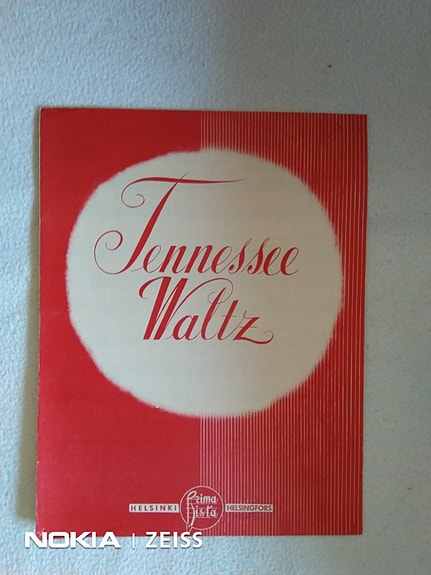 Tennessee
Waltz
HELSINKI Prima Vista HELSINGFORS
NOKIA | ZEISS